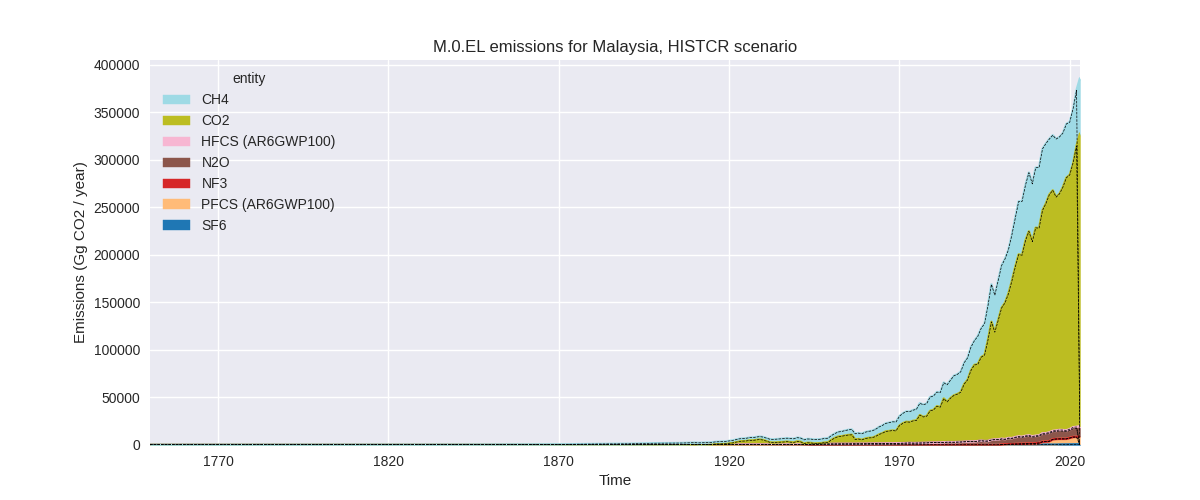 M.0.EL emissions for Malaysia, HISTCR scenario
400000
350000
300000
250000
200000
150000
100000
50000
0
Emissions (Gg CO2 / year)
entity
CH4
CO2
HFCS (AR6GWP100)
N2O
NF3
PFCS (AR6GWP100)
SF6
1770
1820
1870
1920
1970
2020
Time